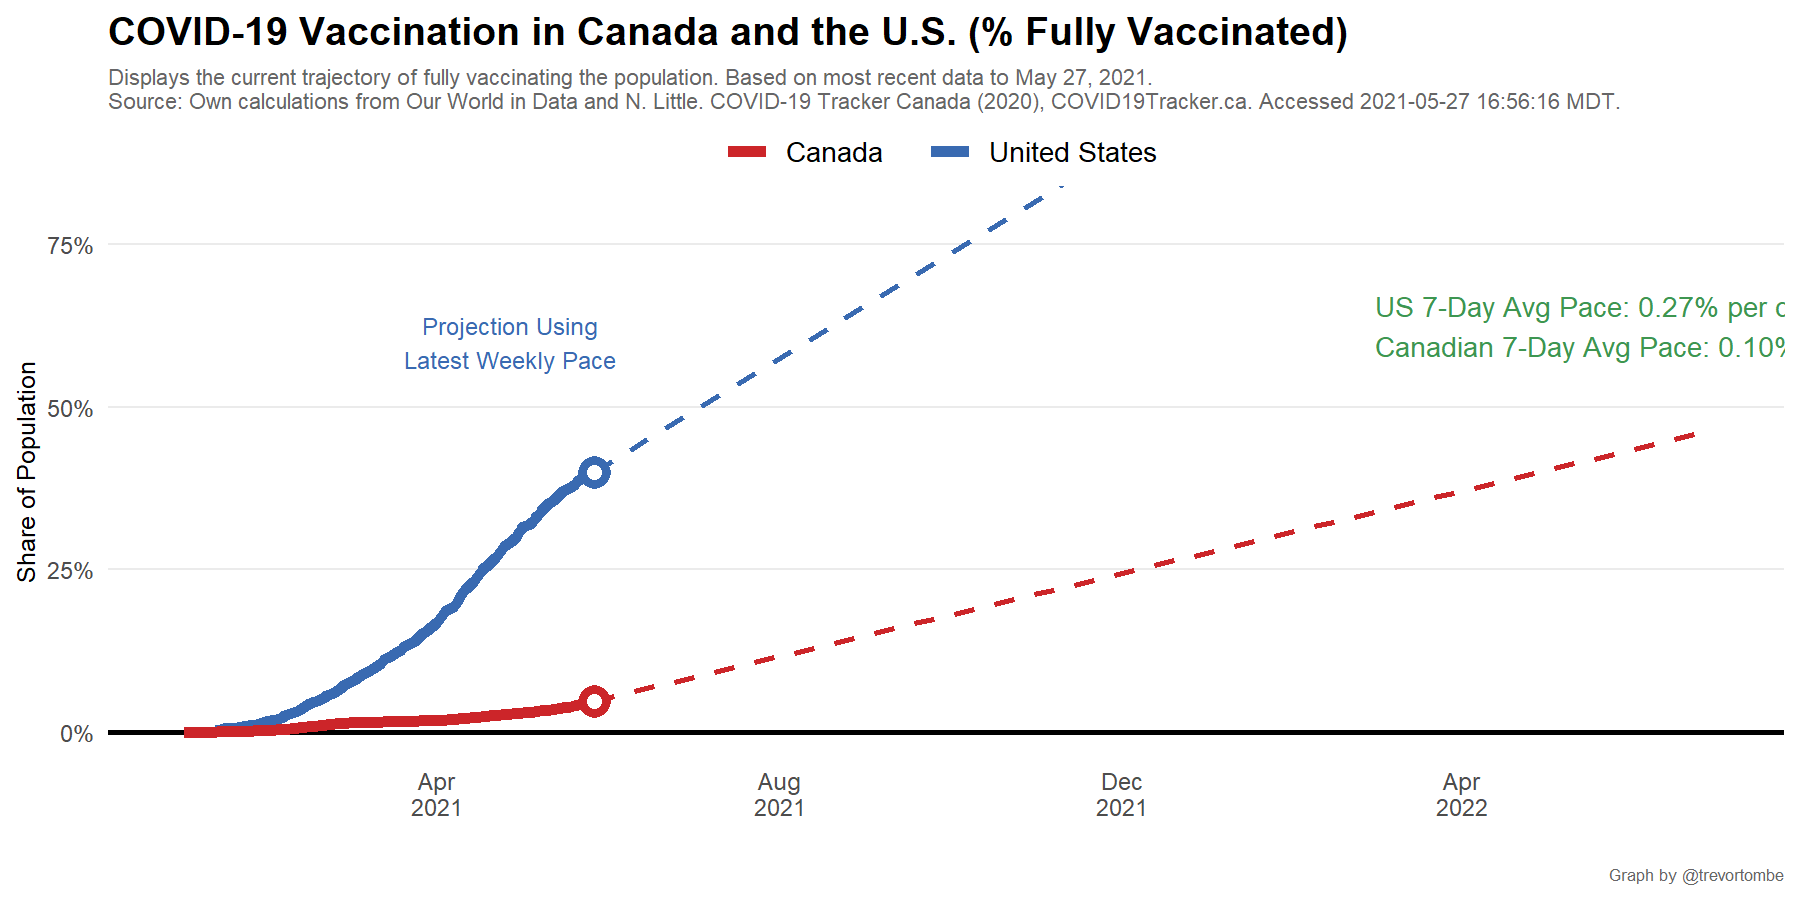 COVID-19 Vaccination in Canada and the U.S. (% Fully Vaccinated)
Displays the current trajectory of fully vaccinating the population. Based on most recent data to May 27, 2021.
Source: Own calculations from Our World in Data and N. Little. COVID-19 Tracker Canada (2020), COVID19Tracker.ca. Accessed 2021-05-27 16:56:16 MDT.
Canada
United States
75%
50%
25%
0%
Share of Population
Projection Using
Latest Weekly Pace
US 7-Day Avg Pace: 0.27% per
Canadian 7-Day Avg Pace: 0.10%
Apr
2021
Aug
2021
Dec
2021
Apr
2022
Graph by @trevortombe